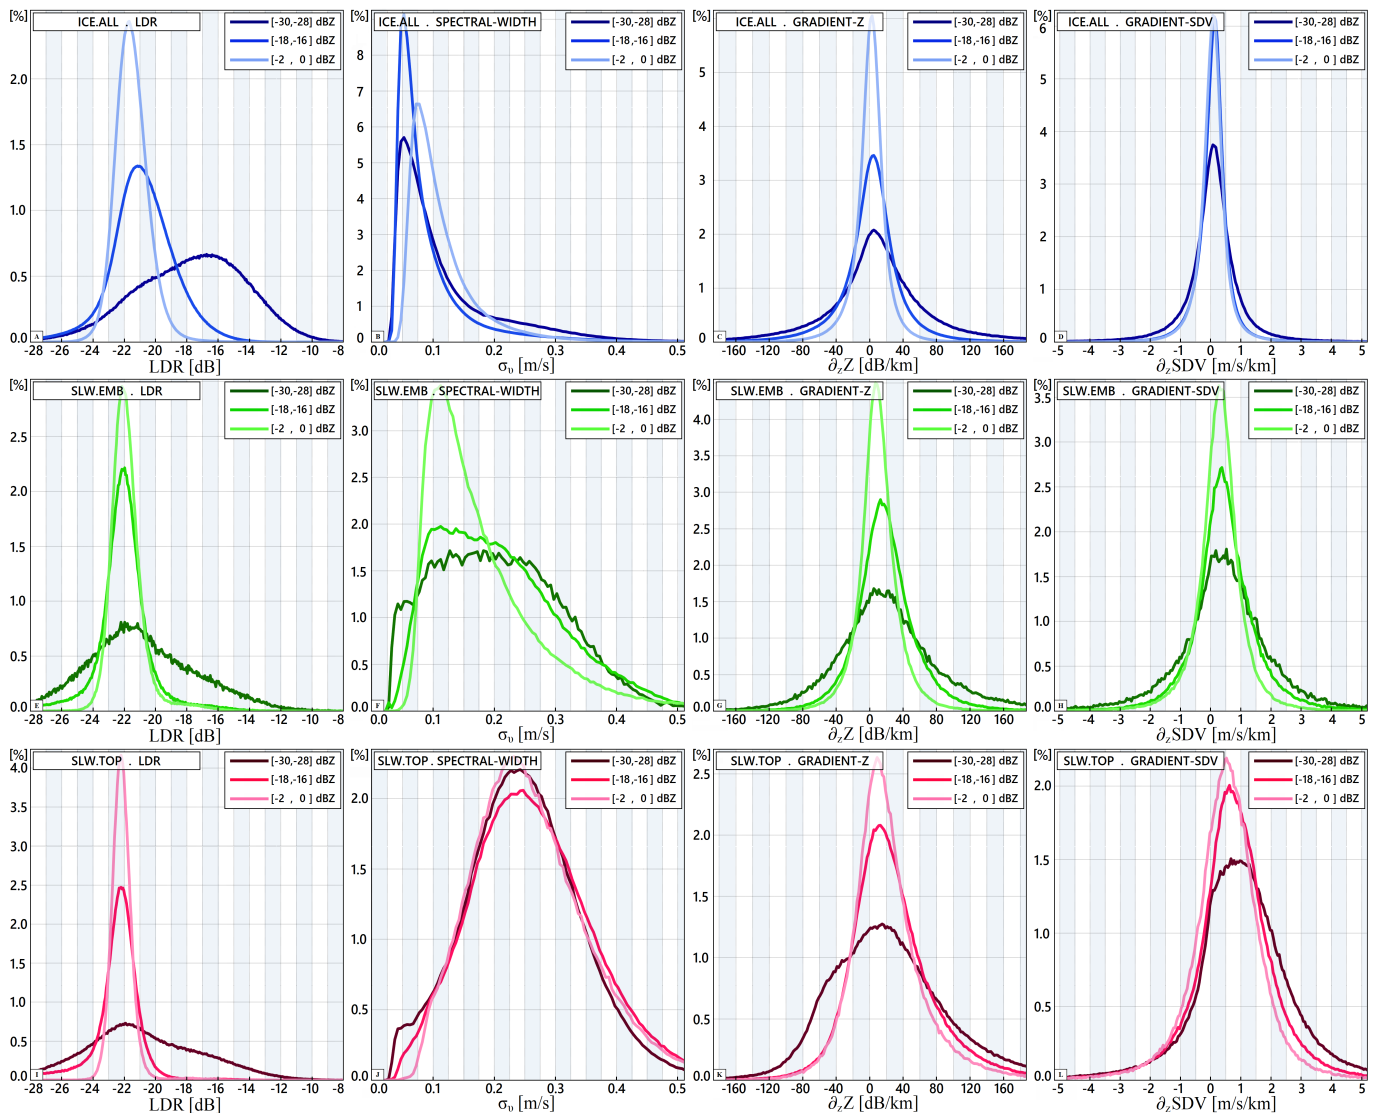 [%]
ICE.ALL . LDR
[-30,-28] dBZ
[-18,-16] dBZ
[-2 , 0 ] dBZ
2.0
1.5
1.0
0.5
0.0
A
-28 -26 -24 -22 -20 -18 -16 -14 -12 -10 -8
LDR [dB]
[%]
ICE.ALL . SPECTRAL-WIDTH
[-30,-28] dBZ
[-18,-16] dBZ
[-2 , 0 ] dBZ
9
8
7
6
5
4
3
2
1
0
B
0.0 0.1 0.2 0.3 0.4 0.5
συ [m/s]
[%]
ICE.ALL . GRADIENT-Z
[-30,-28] dBZ
[-18,-16] dBZ
[-2 , 0 ] dBZ
6
5
4
3
2
1
0
C
-160 -120 -80 -40 0 40 80 120 160
∂zZ [dB/km]
[%]
ICE.ALL . GRADIENT-SDV
[-30,-28] dBZ
[-18,-16] dBZ
[-2 , 0 ] dBZ
6
5
4
3
2
1
0
D
-5 -4 -3 -2 -1 0 1 2 3 4 5
∂zSDV [m/s/km]
[%]
SLW.EMB . LDR
[-30,-28] dBZ
[-18,-16] dBZ
[-2 , 0 ] dBZ
2.5
2.0
1.5
1.0
0.5
0.0
E
-28 -26 -24 -22 -20 -18 -16 -14 -12 -10 -8
LDR [dB]
[%]
SLW.EMB . SPECTRAL-WIDTH
[-30,-28] dBZ
[-18,-16] dBZ
[-2 , 0 ] dBZ
3.0
2.5
2.0
1.5
1.0
0.5
0.0
F
0.0 0.1 0.2 0.3 0.4 0.5
συ [m/s]
[%]
SLW.EMB . GRADIENT-Z
[-30,-28] dBZ
[-18,-16] dBZ
[-2 , 0 ] dBZ
4.5
4.0
3.5
3.0
2.5
2.0
1.5
1.0
0.5
0.0
G
-160 -120 -80 -40 0 40 80 120 160
∂zZ [dB/km]
[%]
SLW.EMB . GRADIENT-SDV
[-30,-28] dBZ
[-18,-16] dBZ
[-2 , 0 ] dBZ
3.5
3.0
2.5
2.0
1.5
1.0
0.5
0.0
H
-5 -4 -3 -2 -1 0 1 2 3 4 5
∂zSDV [m/s/km]
[%]
SLW.TOP . LDR
[-30,-28] dBZ
[-18,-16] dBZ
[-2 , 0 ] dBZ
4.0
3.5
3.0
2.5
2.0
1.5
1.0
0.5
0.0
I
-28 -26 -24 -22 -20 -18 -16 -14 -12 -10 -8
LDR [dB]
[%]
SLW.TOP . SPECTRAL-WIDTH
[-30,-28] dBZ
[-18,-16] dBZ
[-2 , 0 ] dBZ
2.0
1.5
1.0
0.5
0.0
J
0.0 0.1 0.2 0.3 0.4 0.5
συ [m/s]
[%]
SLW.TOP . GRADIENT-Z
[-30,-28] dBZ
[-18,-16] dBZ
[-2 , 0 ] dBZ
2.5
2.0
1.5
1.0
0.5
0.0
K
-160 -120 -80 -40 0 40 80 120 160
∂zZ [dB/km]
[%]
SLW.TOP . GRADIENT-SDV
[-30,-28] dBZ
[-18,-16] dBZ
[-2 , 0 ] dBZ
2.0
1.5
1.0
0.5
0.0
L
-5 -4 -3 -2 -1 0 1 2 3 4 5
∂zSDV [m/s/km]